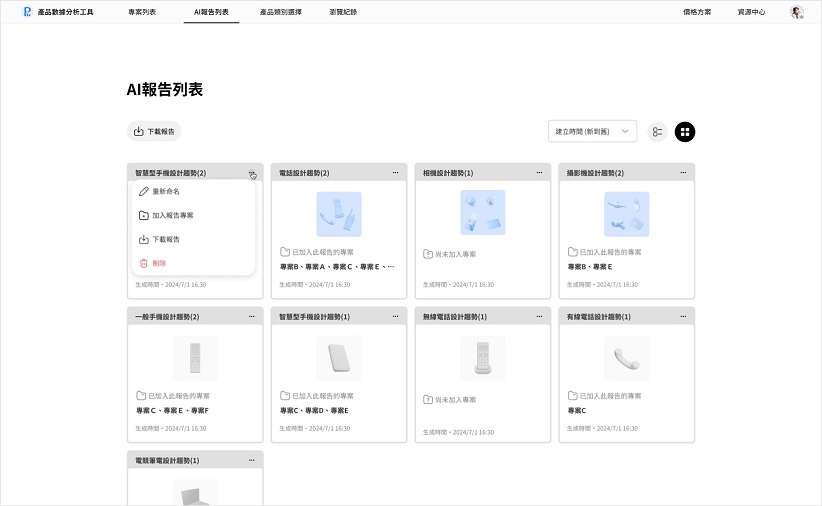 產品數據分析工具
專案列表
AI報告列表
產品類別選擇
瀏覽紀錄
價格方案
資源中心
AI報告列表
下載報告
建立時間 (新到舊)
智慧型手機設計趨勢(2)
重新命名
加入報告專案
下載報告
刪除
生成時間・2024/7/1 16:30
電話設計趨勢(2)
已加入此報告的專案
專案B、專案A、專案C、專案E、…
生成時間・2024/7/1 16:30
相機設計趨勢(1)
尚未加入專案
生成時間・2024/7/1 16:30
攝影機設計趨勢(2)
已加入此報告的專案
專案B、專案E
生成時間・2024/7/1 16:30
一般手機設計趨勢(2)
已加入此報告的專案
專案C、專案E、專案F
生成時間・2024/7/1 16:30
智慧型手機設計趨勢(1)
已加入此報告的專案
專案C、專案D、專案E
生成時間・2024/7/1 16:30
無線電話設計趨勢(1)
尚未加入專案
生成時間・2024/7/1 16:30
有線電話設計趨勢(1)
已加入此報告的專案
專案C
生成時間・2024/7/1 16:30
電競筆電設計趨勢(1)